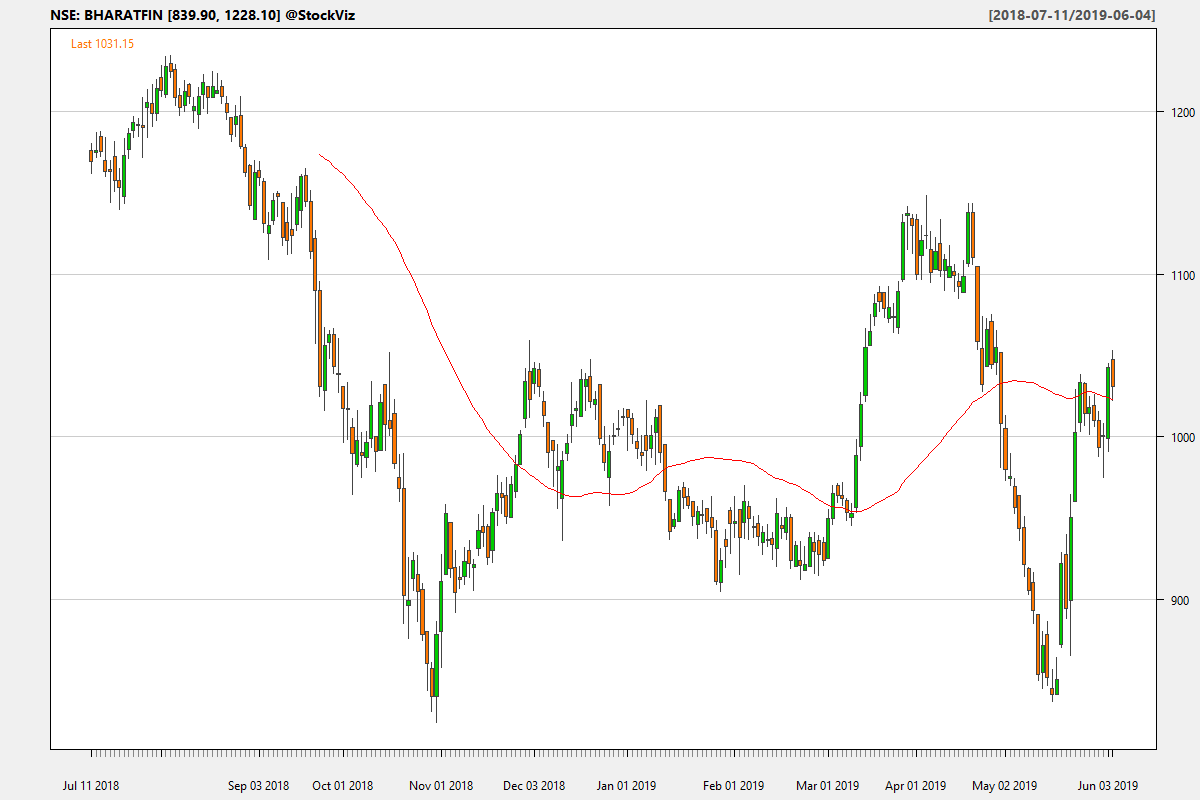 NSE: BHARATFIN [839.90, 1228.10] @StockViz [2018-07-11/2019-06-04]
Last 1031.15
1200
1100
1000
900
Jul 11 2018 Sep 03 2018 Oct 01 2018 Nov 01 2018 Dec 03 2018 Jan 01 2019 Feb 01 2019 Mar 01 2019 Apr 01 2019 May 02 2019 Jun 03 2019